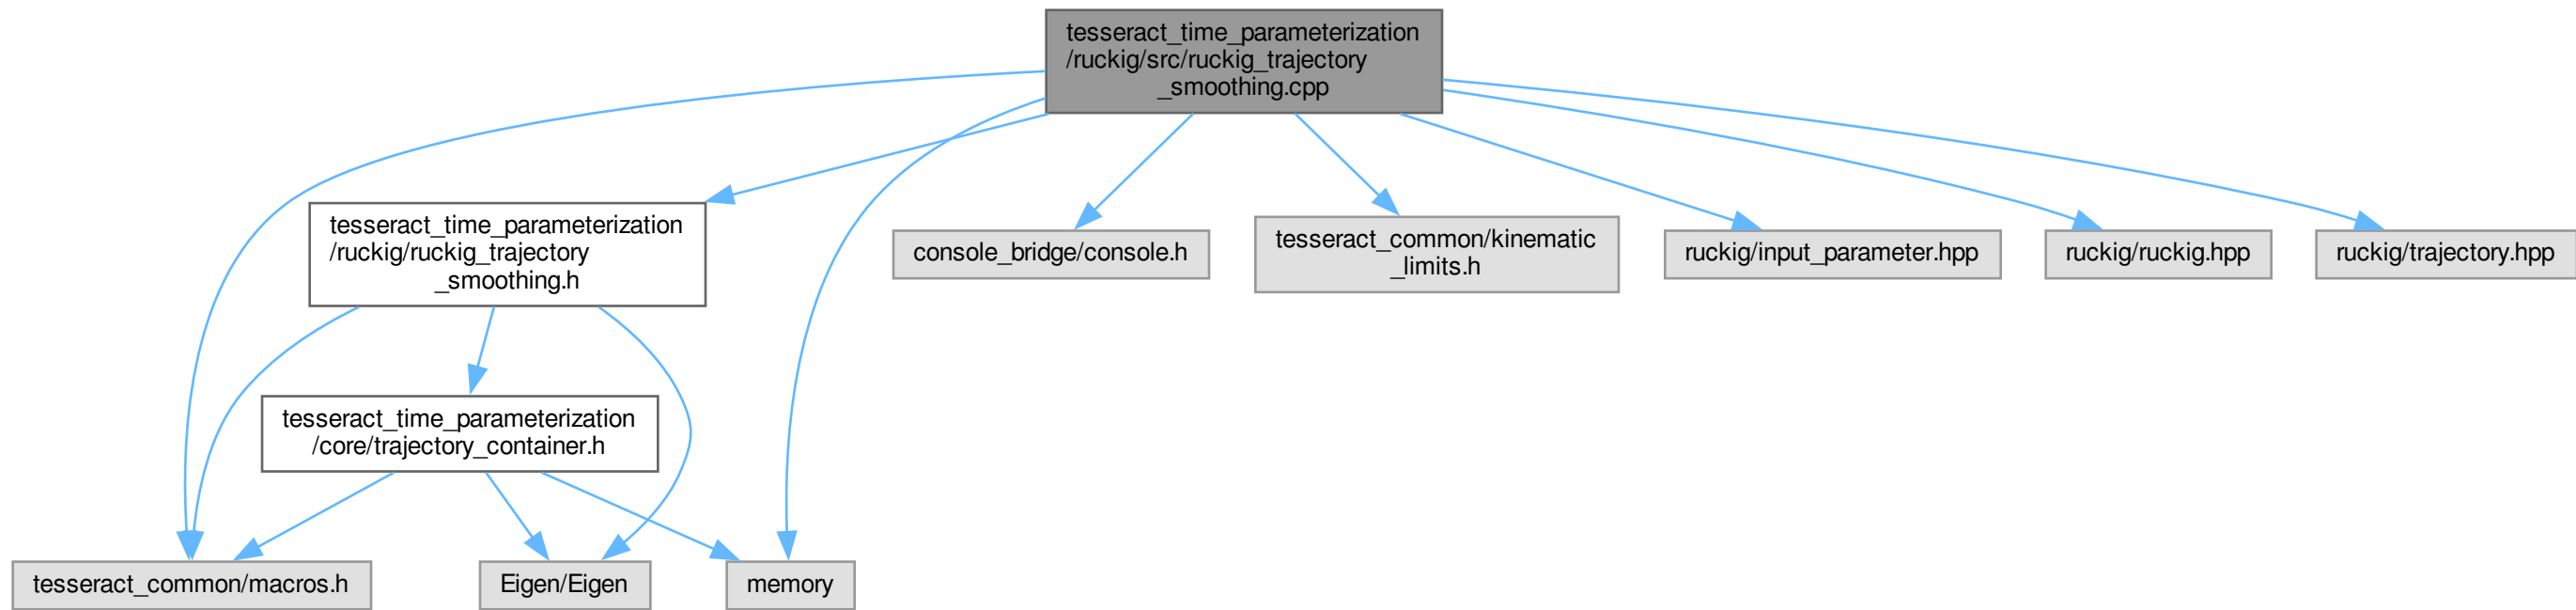 tesseract_time_parameterization
/ruckig/src/ruckig_trajectory
_smoothing.cpp
tesseract_time_parameterization
/ruckig/ruckig_trajectory
_smoothing.h
console_bridge/console.h
tesseract_common/kinematic
_limits.h
ruckig/input_parameter.hpp
ruckig/ruckig.hpp
ruckig/trajectory.hpp
tesseract_time_parameterization
/core/trajectory_container.h
tesseract_common/macros.h
Eigen/Eigen
memory